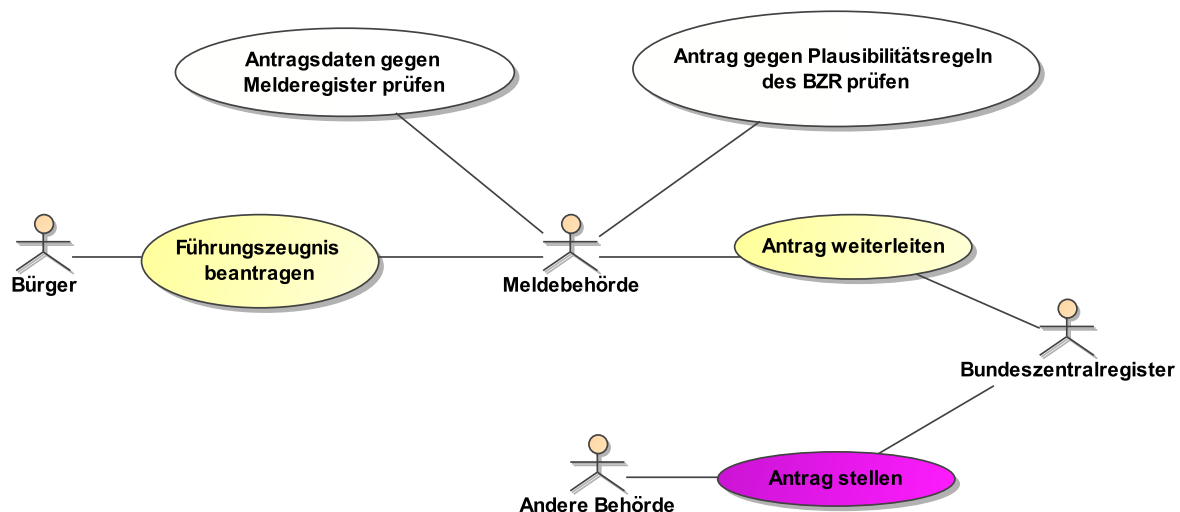 Antragsdaten gegen
Melderegister prüfen
Antrag gegen Plausibilitätsregeln
des BZR prüfen
Führungszeugnis
beantragen
Antrag weiterleiten
Bürger
Meldebehörde
Bundeszentralregister
Antrag stellen
Andere Behörde